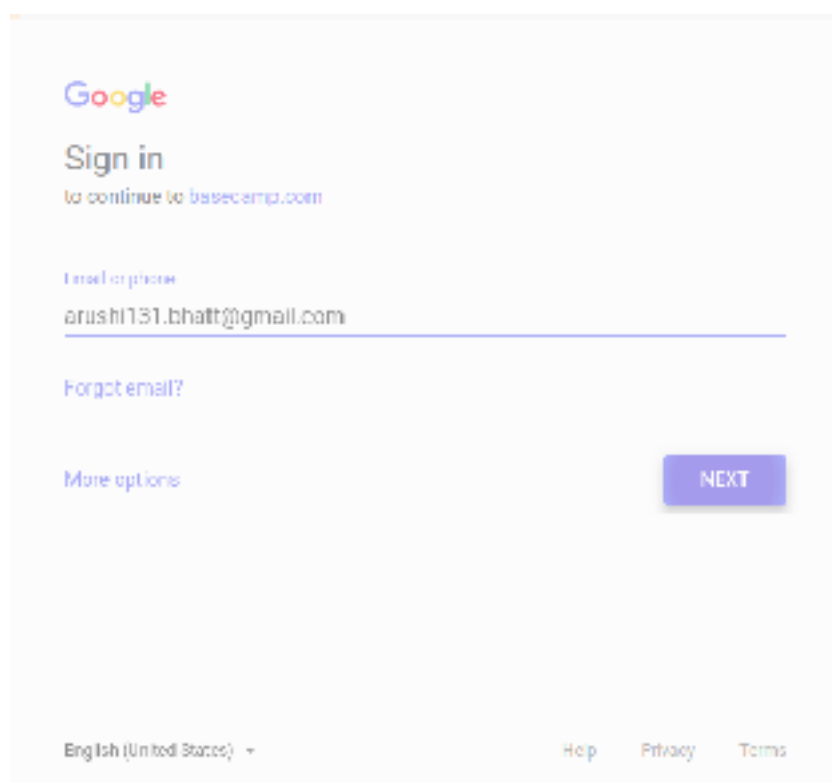 Google
Sign in
to continue to basecamp.com
Email or phone
arushi131.bhatt@gmail.com
Forgot email?
More options
NEXT
English (United States)
Help Privacy Terms